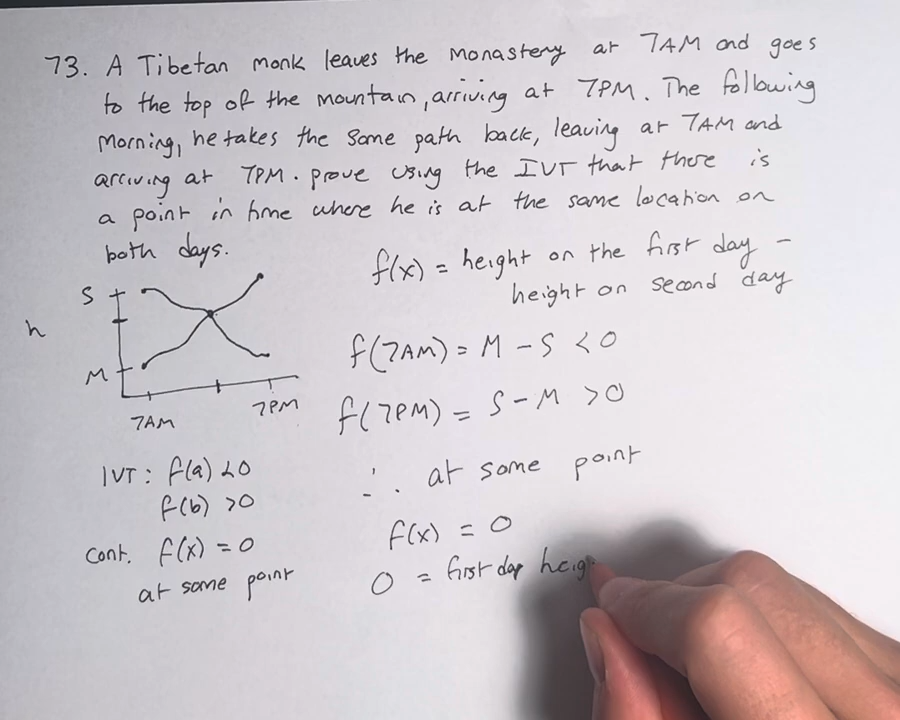 73. A Tibetan monk leaves the monastery at 7AM and goes
to the top of the mountain, arriving at 7PM. The following
morning, he takes the same path back, leaving at 7AM and
arriving at 7PM. prove using the IVT that there is
a point in time where he is at the same location on
both days.
f(x) = height on the first day -
height on second day
S
h
M
7AM
7PM
f(7AM) = M - S < 0
f(7PM) = S - M > 0
IVT: f(a) < 0
f(b) > 0
cont. f(x) = 0
at some point
∴ at some point
f(x) = 0
0 = first day heig